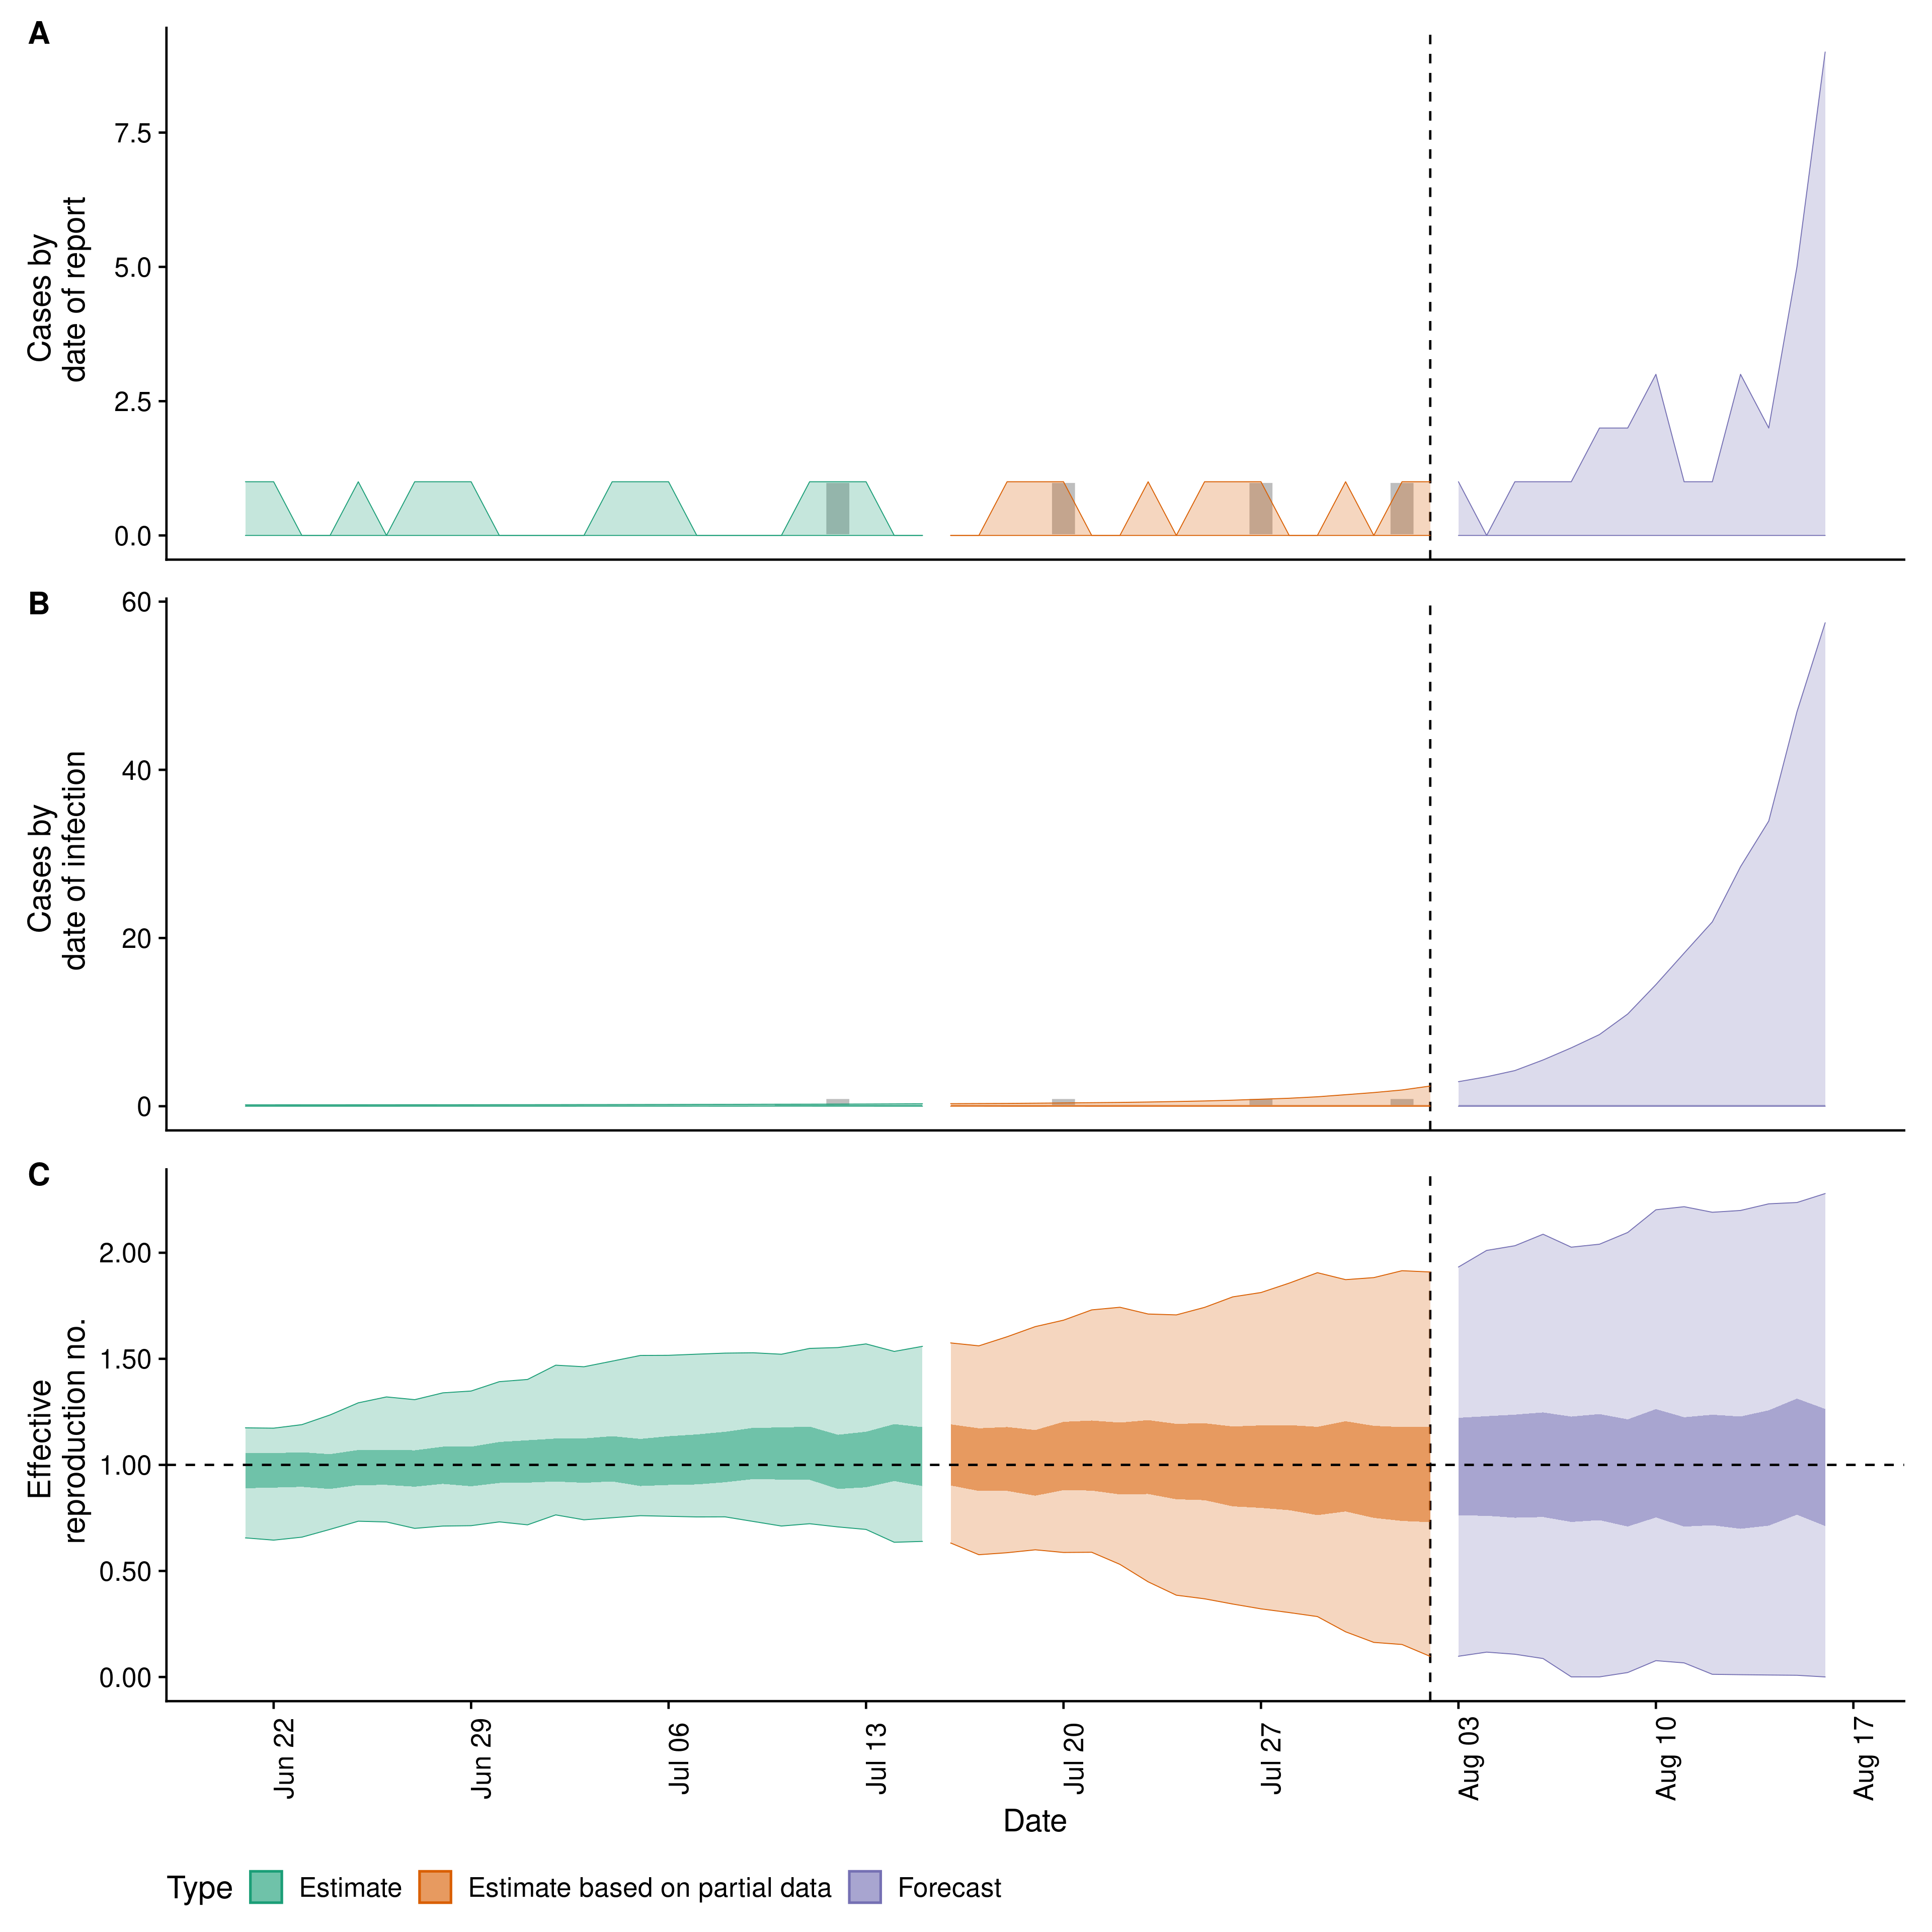 A
Cases by
date of report
7.5
5.0
2.5
0.0
B
Cases by
date of infection
60
40
20
0
C
Effective
reproduction no.
2.00
1.50
1.00
0.50
0.00
Jun 22
Jun 29
Jul 06
Jul 13
Jul 20
Jul 27
Aug 03
Aug 10
Aug 17
Date
Type Estimate Estimate based on partial data Forecast